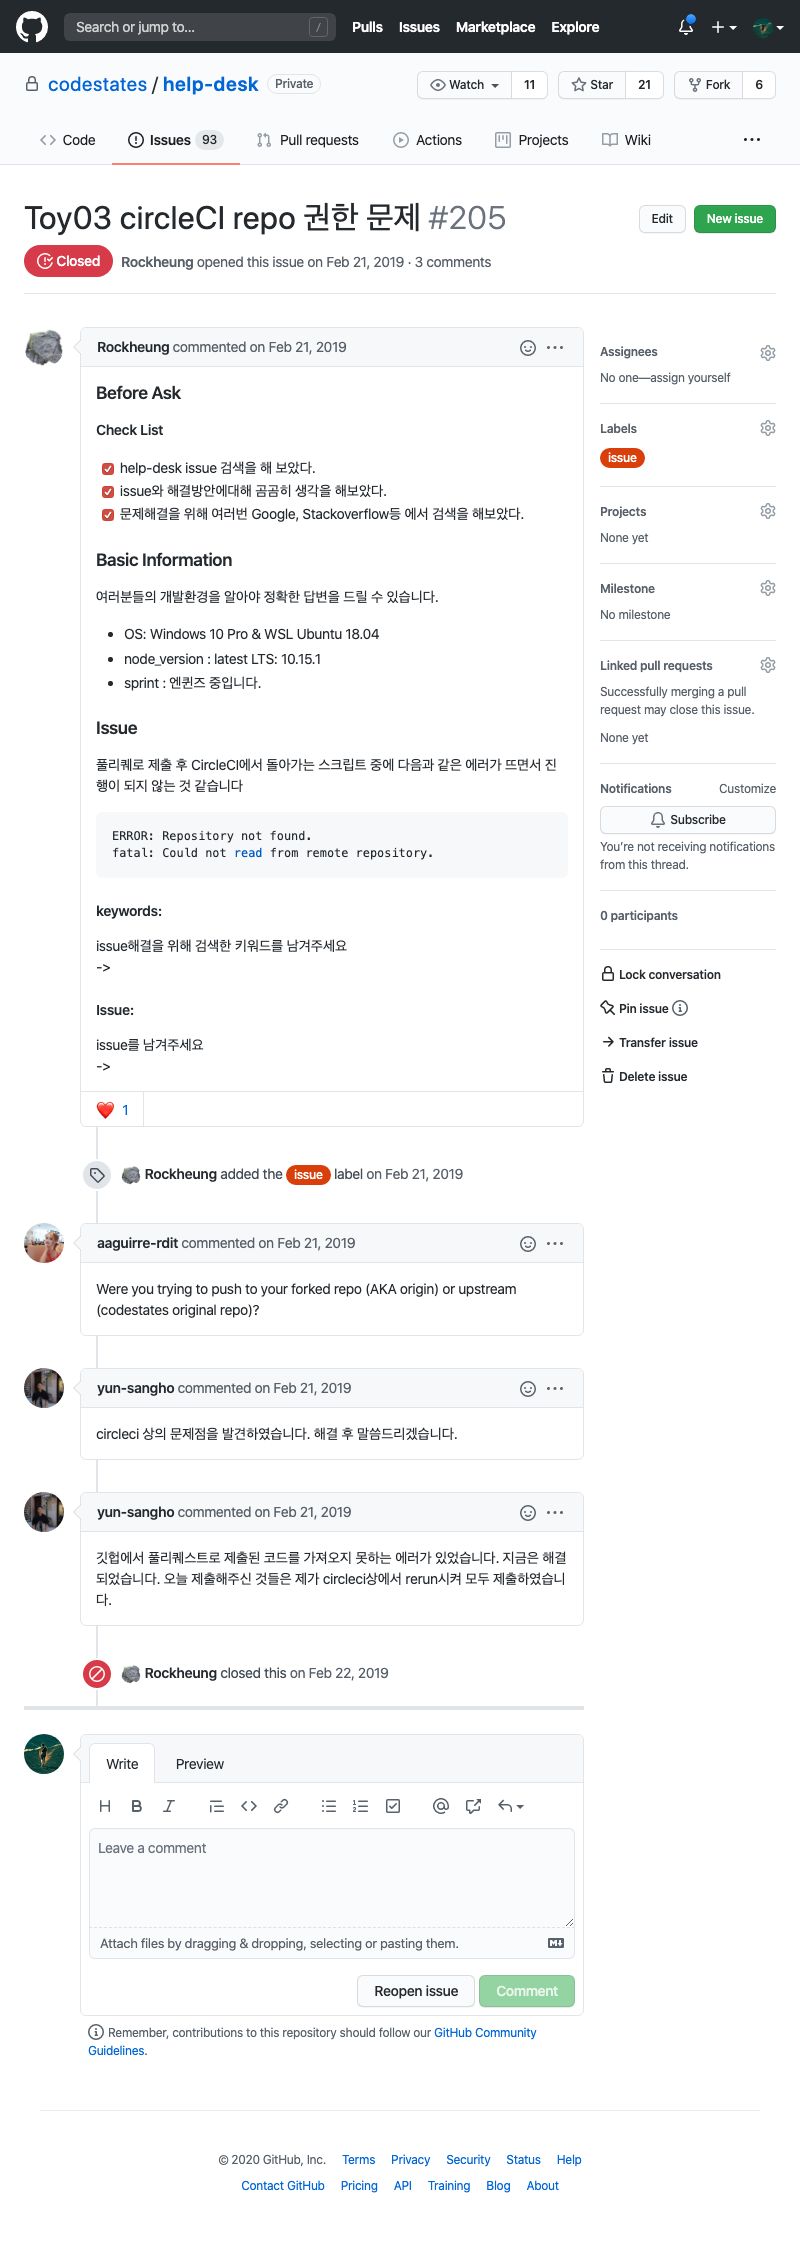 Search or jump to... /
Pulls Issues Marketplace Explore
codestates / help-desk Private
Watch 11 Star 21 Fork 6
Code Issues 93 Pull requests Actions Projects Wiki ...
Toy03 circleCI repo 권한 문제 #205
Edit New issue
Closed Rockheung opened this issue on Feb 21, 2019 · 3 comments
Rockheung commented on Feb 21, 2019
Before Ask
Check List
help-desk issue 검색을 해 보았다.
issue와 해결방안에대해 곰곰히 생각을 해보았다.
문제해결을 위해 여러번 Google, Stackoverflow등 에서 검색을 해보았다.
Basic Information
여러분들의 개발환경을 알아야 정확한 답변을 드릴 수 있습니다.
• OS: Windows 10 Pro & WSL Ubuntu 18.04
• node_version : latest LTS: 10.15.1
• sprint : 엔퀸즈 중입니다.
Issue
풀리퀘로 제출 후 CircleCI에서 돌아가는 스크립트 중에 다음과 같은 에러가 뜨면서 진
행이 되지 않는 것 같습니다
ERROR: Repository not found.
fatal: Could not read from remote repository.
keywords:
issue해결을 위해 검색한 키워드를 남겨주세요
->
Issue:
issue를 남겨주세요
->
❤️ 1
Assignees
No one—assign yourself
Labels
issue
Projects
None yet
Milestone
No milestone
Linked pull requests
Successfully merging a pull
request may close this issue.
None yet
Notifications Customize
Subscribe
You're not receiving notifications
from this thread.
0 participants
Lock conversation
Pin issue
Transfer issue
Delete issue
Rockheung added the issue label on Feb 21, 2019
aaguirre-rdit commented on Feb 21, 2019
Were you trying to push to your forked repo (AKA origin) or upstream
(codestates original repo)?
yun-sangho commented on Feb 21, 2019
circleci 상의 문제점을 발견하였습니다. 해결 후 말씀드리겠습니다.
yun-sangho commented on Feb 21, 2019
깃헙에서 풀리퀘스트로 제출된 코드를 가져오지 못하는 에러가 있었습니다. 지금은 해결
되었습니다. 오늘 제출해주신 것들은 제가 circleci상에서 rerun시켜 모두 제출하였습니
다.
Rockheung closed this on Feb 22, 2019
Write Preview
Leave a comment
Attach files by dragging & dropping, selecting or pasting them.
Reopen issue Comment
Remember, contributions to this repository should follow our GitHub Community
Guidelines.
© 2020 GitHub, Inc. Terms Privacy Security Status Help
Contact GitHub Pricing API Training Blog About